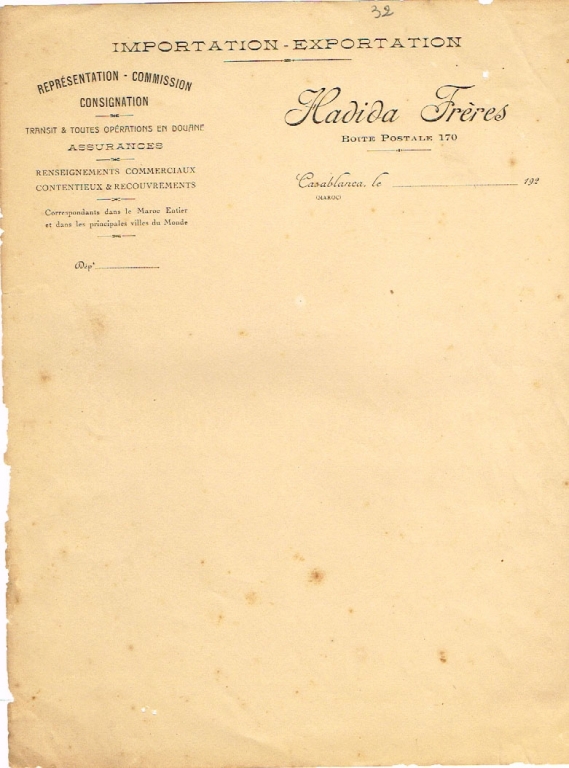 32
IMPORTATION - EXPORTATION
REPRÉSENTATION - COMMISSION
CONSIGNATION
TRANSIT & TOUTES OPÉRATIONS EN DOUANE
ASSURANCES
RENSEIGNEMENTS COMMERCIAUX
CONTENTIEUX & RECOUVREMENTS
Correspondants dans le Maroc Entier
et dans les principales villes du Monde
Dépt
Hadida Frères
BOITE POSTALE 170
Casablanca, le 192
(MAROC)